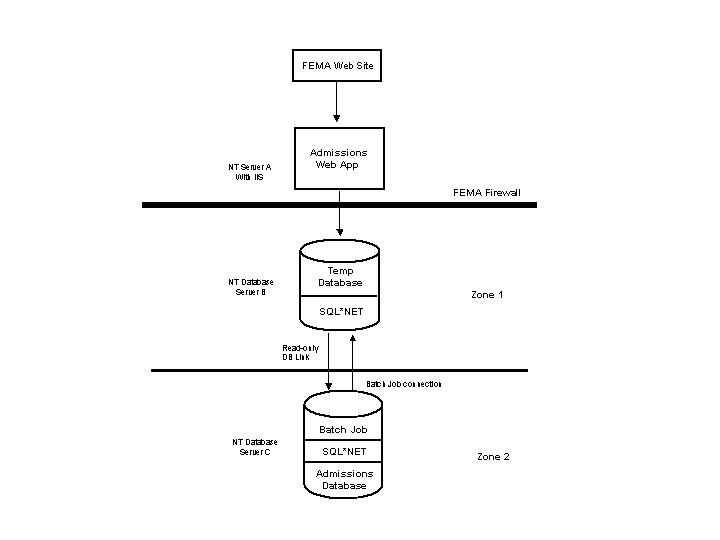 FEMA Web Site
Admissions
Web App
NT Server A
With IIS
FEMA Firewall
Temp
Database
NT Database
Server B
Zone 1
SQL*NET
Read-only
DB Link
Batch Job connection
Batch Job
NT Database
Server C
SQL*NET
Zone 2
Admissions
Database